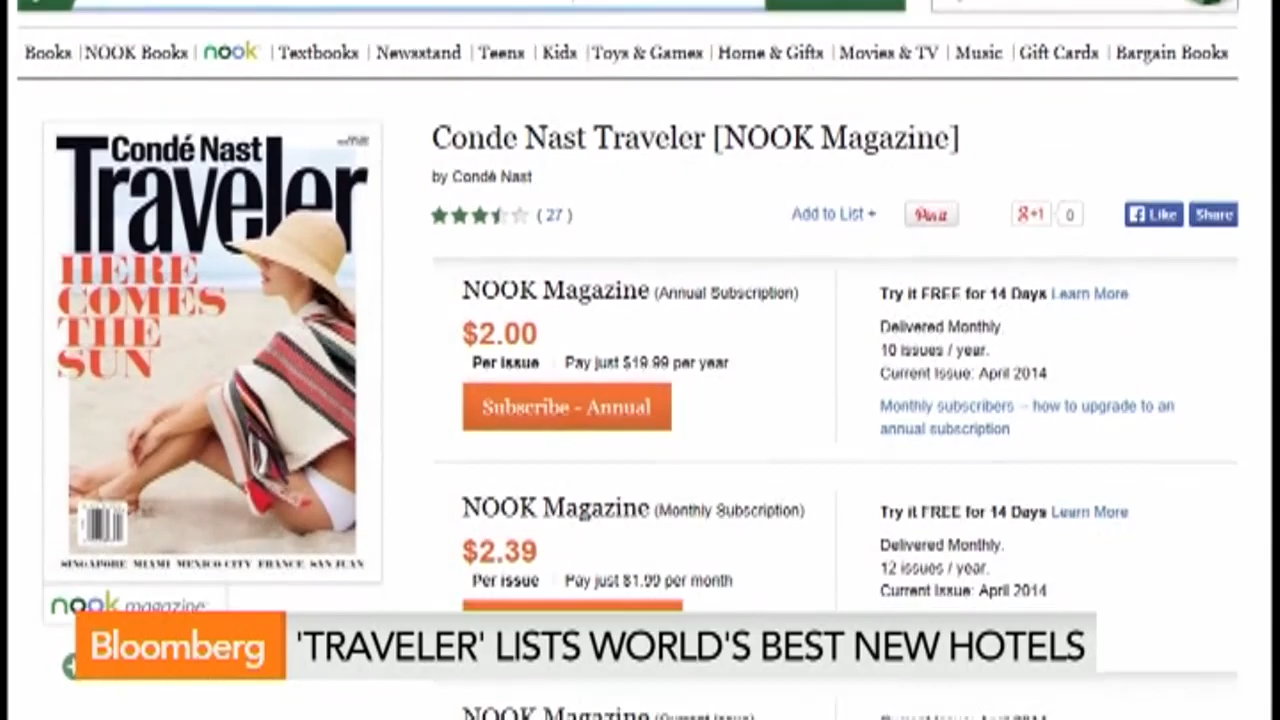 Books | NOOK Books | nook | Textbooks | Newsstand | Teens | Kids | Toys & Games | Home & Gifts | Movies & TV | Music | Gift Cards | Bargain Books
Condé Nast
Traveler
HERE
COMES
THE
SUN
SINGAPORE MIAMI MEXICO CITY FRANCE SAN JUAN
nook magazine
Conde Nast Traveler [NOOK Magazine]
by Condé Nast
( 27 )
Add to List +
Pin it
g+1
0
Like
Share
NOOK Magazine (Annual Subscription)
$2.00
Per Issue
Pay just $19.99 per year
Subscribe - Annual
Try it FREE for 14 Days Learn More
Delivered Monthly.
10 issues / year.
Current Issue: April 2014
Monthly subscribers – how to upgrade to an
annual subscription
NOOK Magazine (Monthly Subscription)
$2.39
Per issue
Pay just $1.99 per month
Try it FREE for 14 Days Learn More
Delivered Monthly.
12 issues / year.
Current Issue: April 2014
Bloomberg
'TRAVELER' LISTS WORLD'S BEST NEW HOTELS
NOOK Magazine (Current Issue)